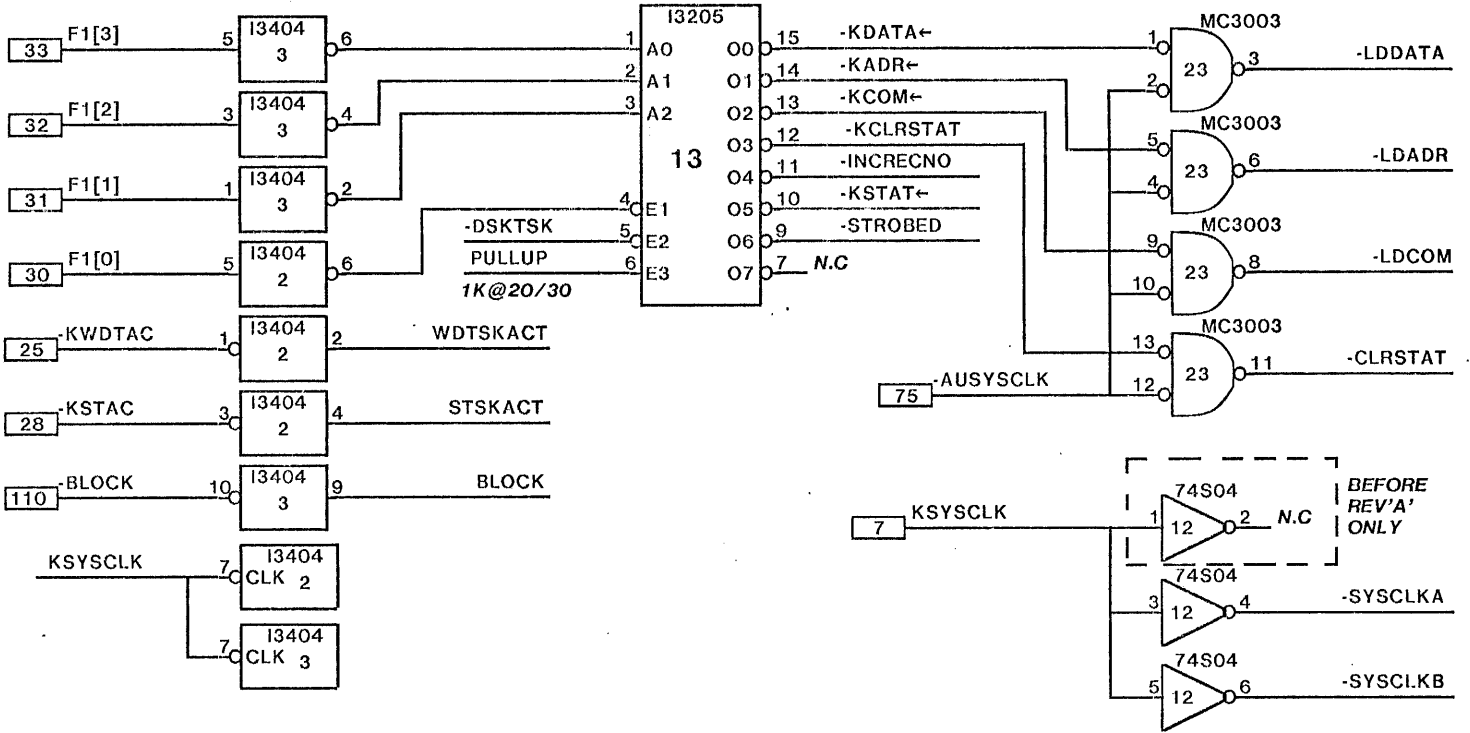 33 F1[3] 5 I3404 3 6
32 F1[2] 3 I3404 3 4
31 F1[1] 1 I3404 3 2
30 F1[0] 5 I3404 2 6
25 -KWDTAC 1 I3404 2 2 WDTSKACT
28 -KSTAC 3 I3404 2 4 STSKACT
110 -BLOCK 10 I3404 3 9 BLOCK
KSYSCLK 7 CLK I3404 2
7 CLK I3404 3
I3205
13
1 A0
2 A1
3 A2
4 E1
-DSKTSK 5 E2
PULLUP 6 E3
1K@20/30
O0 15 -KDATA←
O1 14 -KADR←
O2 13 -KCOM←
O3 12 -KCLRSTAT
O4 11 -INCRECNO
O5 10 -KSTAT←
O6 9 -STROBED
O7 7 N.C
MC3003
1 2 23 3 -LDDATA
MC3003
5 4 23 6 -LDADR
MC3003
9 10 23 8 -LDCOM
MC3003
13 12 23 11 -CLRSTAT
75 -AUSYSCLK
7 KSYSCLK
74S04
1 12 2 N.C
BEFORE
REV'A'
ONLY
74S04
3 12 4 -SYSCLKA
74S04
5 12 6 -SYSCLKB